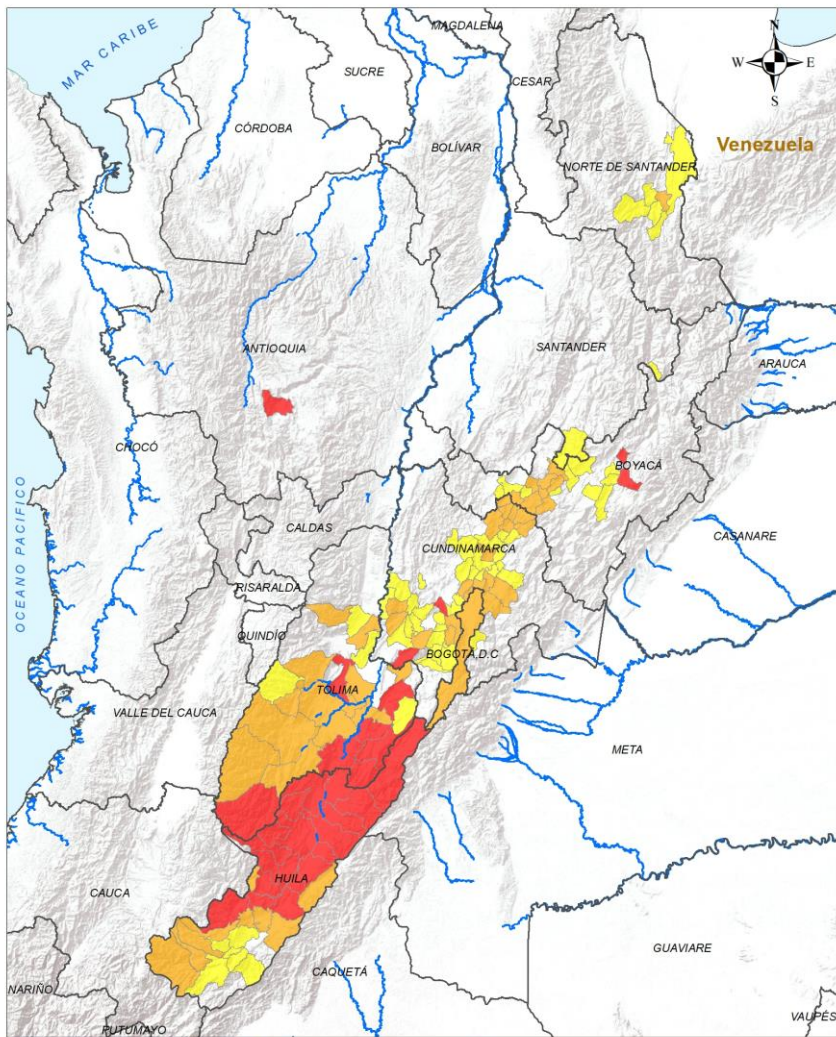 MAGDALENA
N
MAR CARIBE
SUCRE
CESAR
W
E
S
CÓRDOBA
BOLÍVAR
Venezuela
NORTE DE SANTANDER
ANTIOQUIA
SANTANDER
ARAUCA
CHOCÓ
BOYACÁ
OCEANO PACIFICO
CALDAS
CASANARE
CUNDINAMARCA
RISARALDA
QUINDÍO
BOGOTÁ, D.C
TOLIMA
VALLE DEL CAUCA
META
HUILA
CAUCA
GUAVIARE
CAQUETÁ
NARIÑO
VAUPÉS
PUTUMAYO